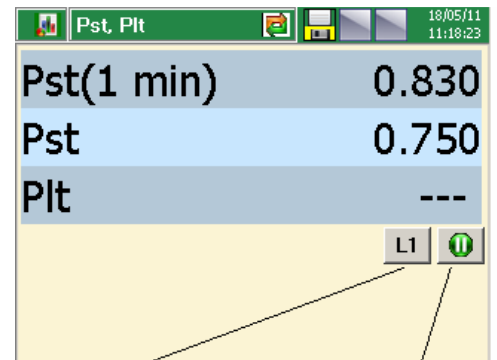 Pst, Plt
18/05/11
11:18:23
Pst(1 min) 0.830
Pst 0.750
Plt ---
L1